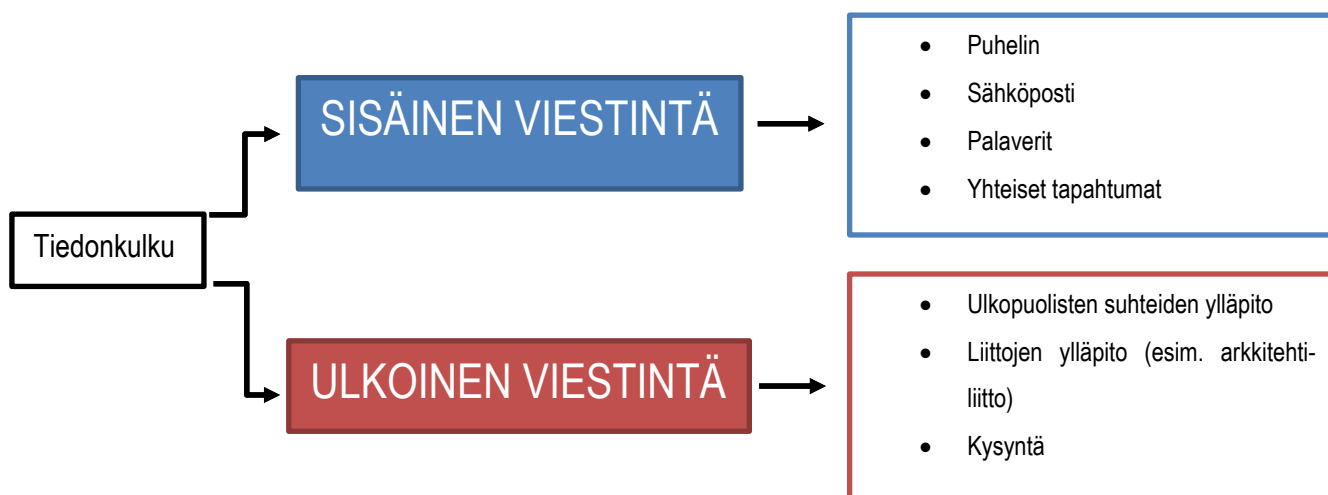 Tiedonkulku
SISÄINEN VIESTINTÄ
• Puhelin
• Sähköposti
• Palaverit
• Yhteiset tapahtumat
ULKOINEN VIESTINTÄ
• Ulkopuolisten suhteiden ylläpito
• Liittojen ylläpito (esim. arkkitehti-
liitto)
• Kysyntä